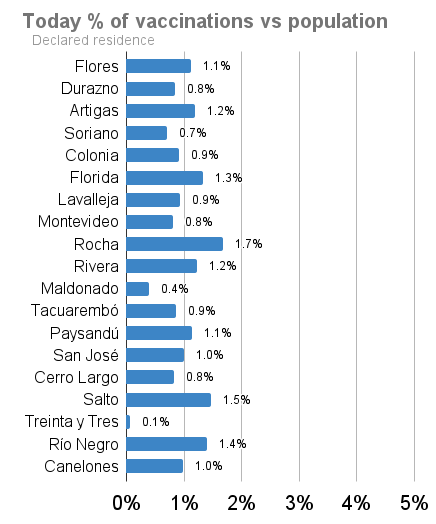 Today % of vaccinations vs population
Declared residence
Flores 1.1%
Durazno 0.8%
Artigas 1.2%
Soriano 0.7%
Colonia 0.9%
Florida 1.3%
Lavalleja 0.9%
Montevideo 0.8%
Rocha 1.7%
Rivera 1.2%
Maldonado 0.4%
Tacuarembó 0.9%
Paysandú 1.1%
San José 1.0%
Cerro Largo 0.8%
Salto 1.5%
Treinta y Tres 0.1%
Río Negro 1.4%
Canelones 1.0%
0% 1% 2% 3% 4% 5%